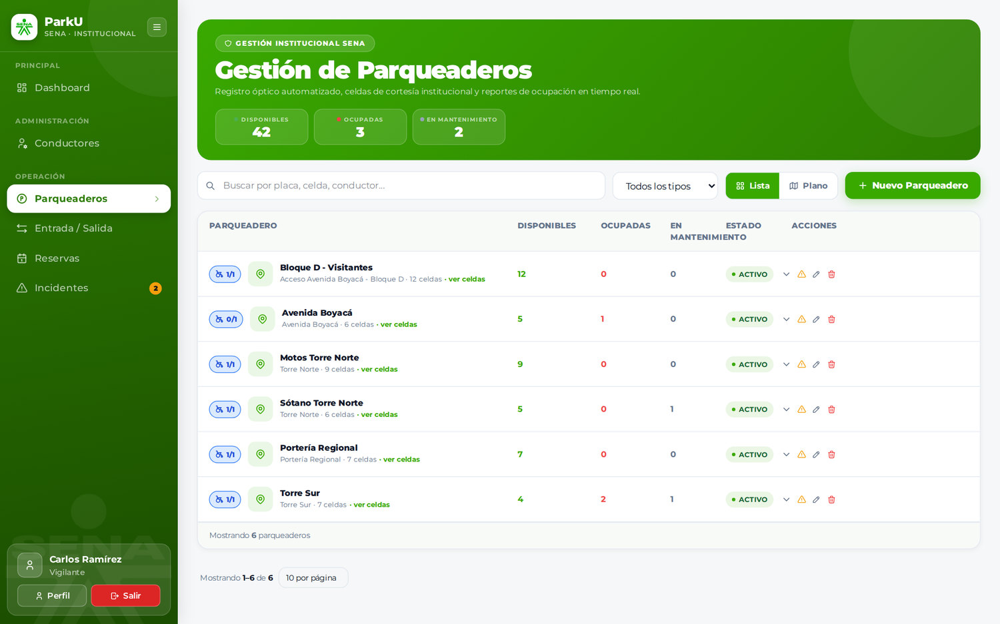 SENA
ParkU
SENA · INSTITUCIONAL
PRINCIPAL
Dashboard
ADMINISTRACIÓN
Conductores
OPERACIÓN
Parqueaderos
Entrada / Salida
Reservas
Incidentes 2
SENA
Carlos Ramírez
Vigilante
Perfil
Salir
GESTIÓN INSTITUCIONAL SENA
Gestión de Parqueaderos
Registro óptico automatizado, celdas de cortesía institucional y reportes de ocupación en tiempo real.
DISPONIBLES
42
OCUPADAS
3
EN MANTENIMIENTO
2
Buscar por placa, celda, conductor...
Todos los tipos
Lista
Plano
+ Nuevo Parqueadero
PARQUEADERO DISPONIBLES OCUPADAS EN MANTENIMIENTO ESTADO ACCIONES
1/1 Bloque D - Visitantes 12 0 0 ACTIVO
Acceso Avenida Boyacá - Bloque D · 12 celdas • ver celdas
0/1 Avenida Boyacá 5 1 0 ACTIVO
Avenida Boyacá · 6 celdas • ver celdas
1/1 Motos Torre Norte 9 0 0 ACTIVO
Torre Norte · 9 celdas • ver celdas
1/1 Sótano Torre Norte 5 0 1 ACTIVO
Torre Norte · 6 celdas • ver celdas
1/1 Portería Regional 7 0 0 ACTIVO
Portería Regional · 7 celdas • ver celdas
1/1 Torre Sur 4 2 1 ACTIVO
Torre Sur · 7 celdas • ver celdas
Mostrando 6 parqueaderos
Mostrando 1–6 de 6 10 por página